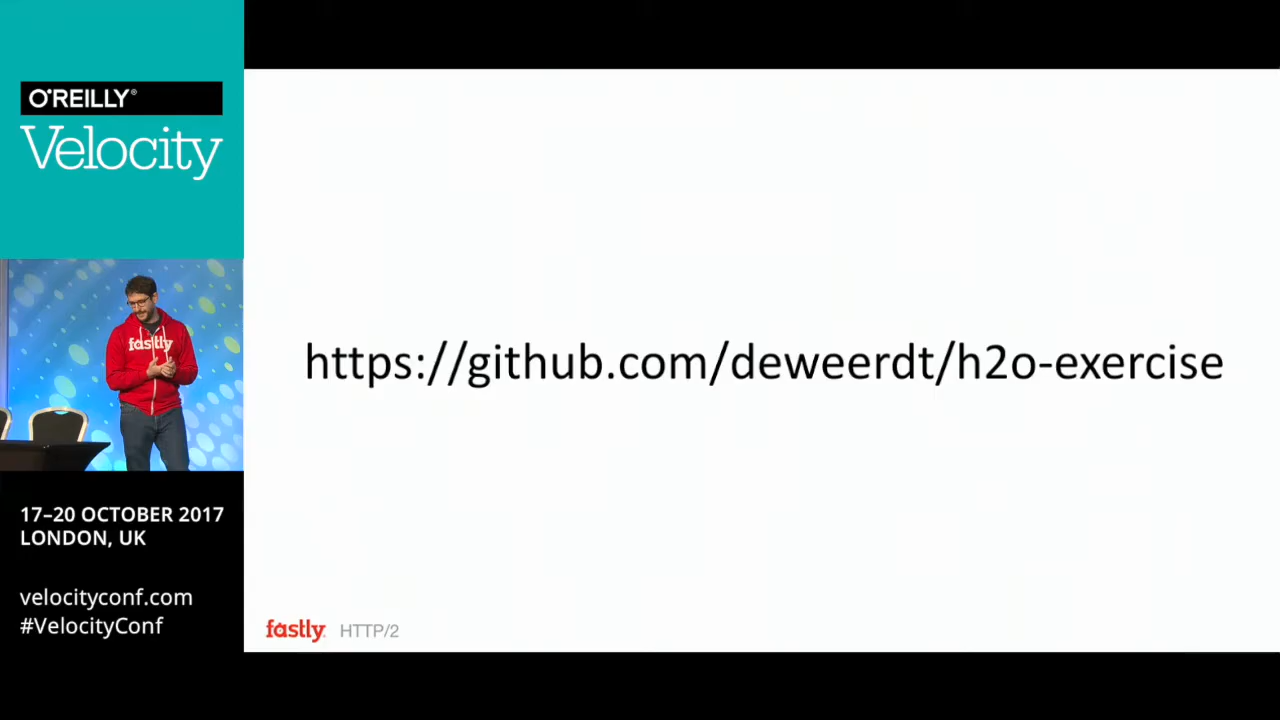 O'REILLY®
Velocity
fastly
17–20 OCTOBER 2017
LONDON, UK
velocityconf.com
#VelocityConf
https://github.com/deweerdt/h2o-exercise
fastly HTTP/2